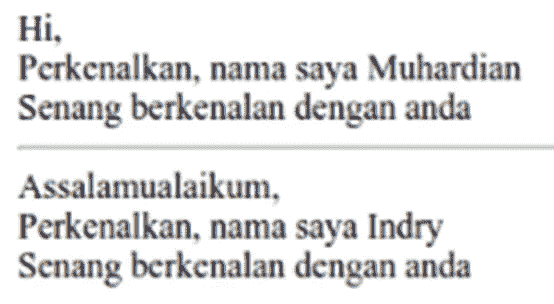 Hi,
Perkenalkan, nama saya Muhardian
Senang berkenalan dengan anda
Assalamualaikum,
Perkenalkan, nama saya Indry
Senang berkenalan dengan anda